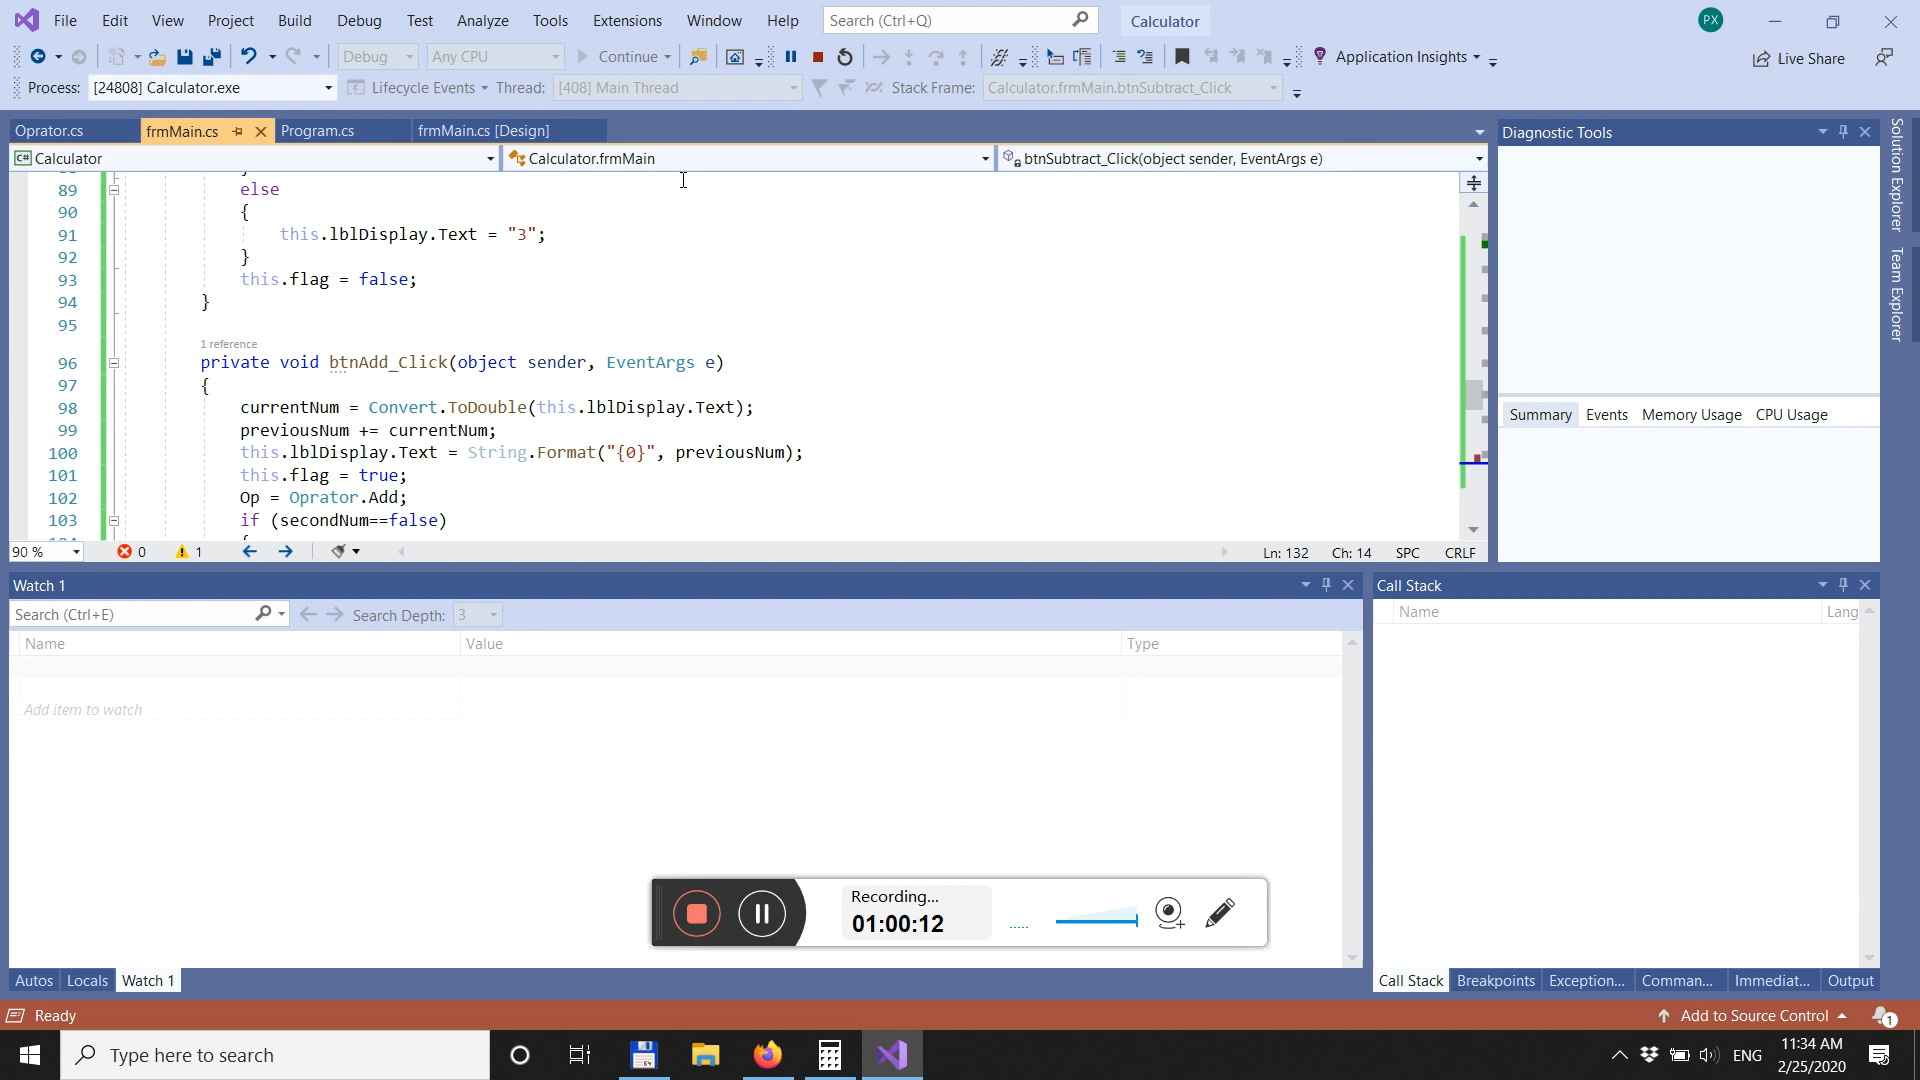 File Edit View Project Build Debug Test Analyze Tools Extensions Window Help Search (Ctrl+Q) Calculator PX
Debug Any CPU Continue Application Insights Live Share
Process: [24808] Calculator.exe Lifecycle Events Thread: [408] Main Thread Stack Frame: Calculator.frmMain.btnSubtract_Click
Oprator.cs frmMain.cs Program.cs frmMain.cs [Design]
C# Calculator Calculator.frmMain btnSubtract_Click(object sender, EventArgs e)
89 else
90 {
91 this.lblDisplay.Text = "3";
92 }
93 this.flag = false;
94 }
95
1 reference
96 private void btnAdd_Click(object sender, EventArgs e)
97 {
98 currentNum = Convert.ToDouble(this.lblDisplay.Text);
99 previousNum += currentNum;
100 this.lblDisplay.Text = String.Format("{0}", previousNum);
101 this.flag = true;
102 Op = Oprator.Add;
103 if (secondNum==false)
90 % 0 1 Ln: 132 Ch: 14 SPC CRLF
Diagnostic Tools
Summary Events Memory Usage CPU Usage
Solution Explorer
Team Explorer
Watch 1
Search (Ctrl+E) Search Depth: 3
Name Value Type
Add item to watch
Call Stack
Name Lang
Recording...
01:00:12
Autos Locals Watch 1
Call Stack Breakpoints Exception... Comman... Immediat... Output
Ready Add to Source Control 1
Type here to search 64 ENG 11:34 AM
2/25/2020